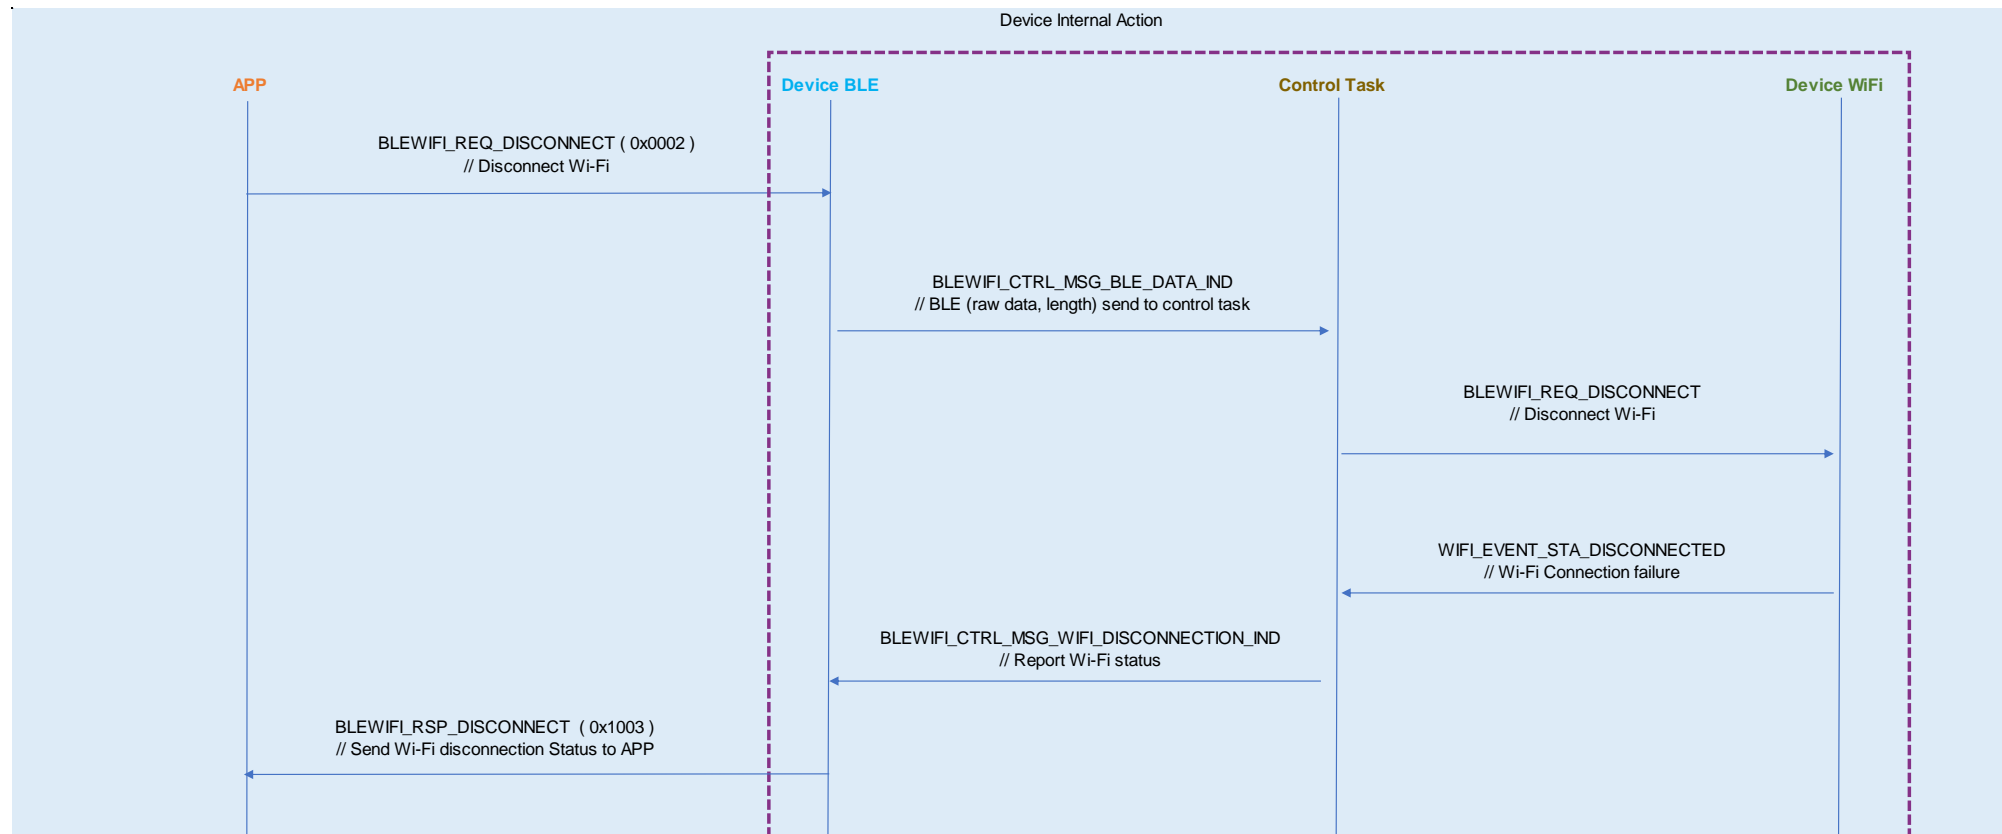 Device Internal Action
APP
Device BLE
Control Task
Device WiFi
BLEWIFI_REQ_DISCONNECT ( 0x0002 )
// Disconnect Wi-Fi
BLEWIFI_CTRL_MSG_BLE_DATA_IND
// BLE (raw data, length) send to control task
BLEWIFI_REQ_DISCONNECT
// Disconnect Wi-Fi
WIFI_EVENT_STA_DISCONNECTED
// Wi-Fi Connection failure
BLEWIFI_CTRL_MSG_WIFI_DISCONNECTION_IND
// Report Wi-Fi status
BLEWIFI_RSP_DISCONNECT ( 0x1003 )
// Send Wi-Fi disconnection Status to APP